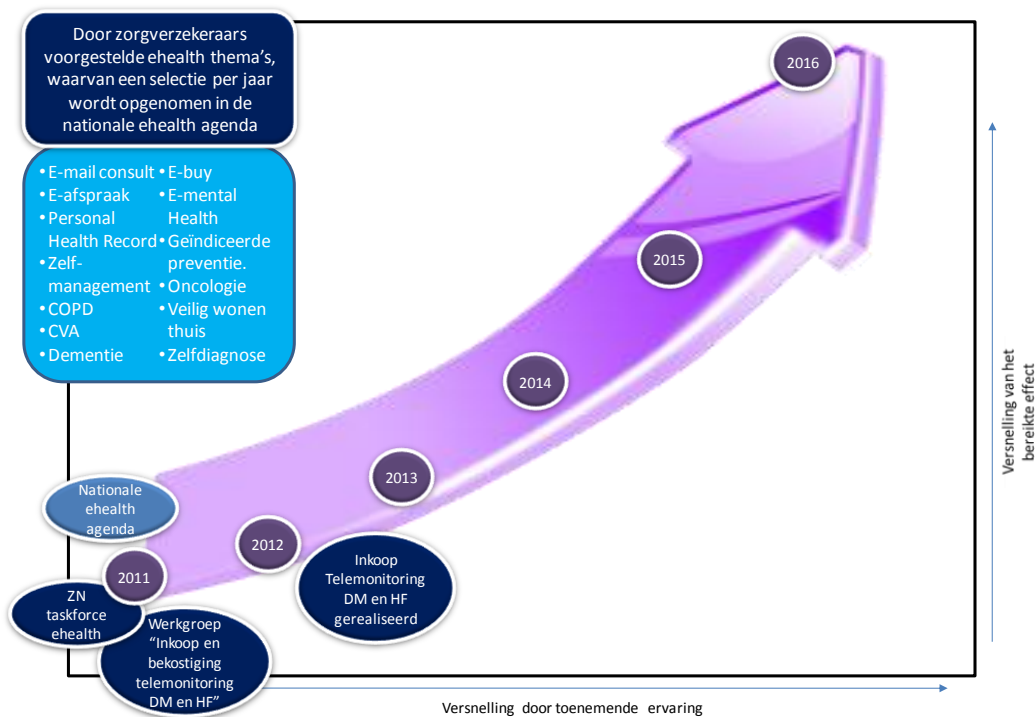 Door zorgverzekeraars
voorgestelde ehealth thema's,
waarvan een selectie per jaar
wordt opgenomen in de
nationale ehealth agenda
• E-mail consult
• E-afspraak
• Personal
Health Record
• Zelf-
management
• COPD
• CVA
• Dementie
• E-buy
• E-mental
Health
• Geïndiceerde
preventie.
• Oncologie
• Veilig wonen
thuis
• Zelfdiagnose
2016
2015
2014
2013
2012
2011
Nationale
ehealth
agenda
ZN
taskforce
ehealth
Werkgroep
“Inkoop en
bekostiging
telemonitoring
DM en HF”
Inkoop
Telemonitoring
DM en HF
gerealiseerd
Versnelling van het
bereikte effect
Versnelling door toenemende ervaring